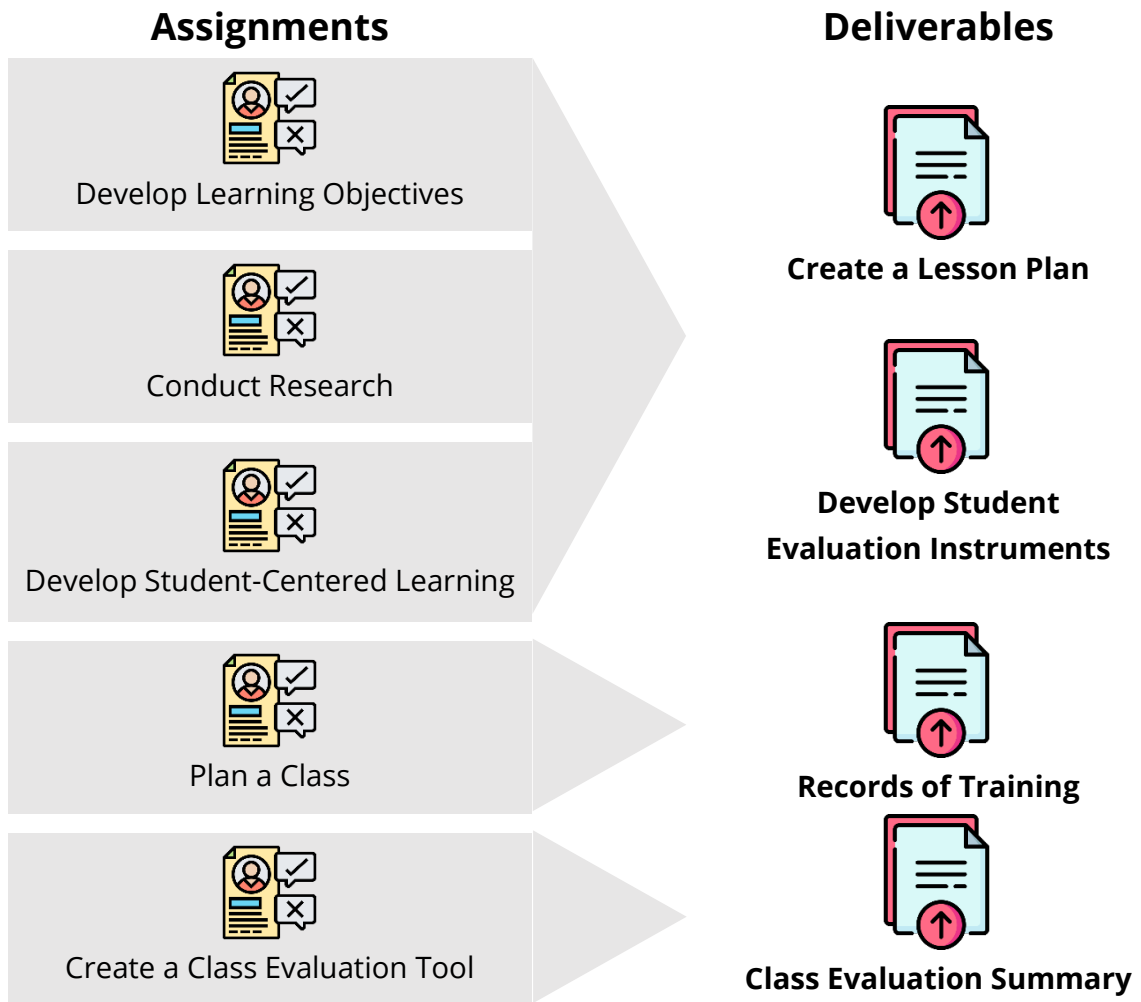 Assignments
Deliverables
Develop Learning Objectives
Conduct Research
Develop Student-Centered Learning
Plan a Class
Create a Class Evaluation Tool
Create a Lesson Plan
Develop Student
Evaluation Instruments
Records of Training
Class Evaluation Summary